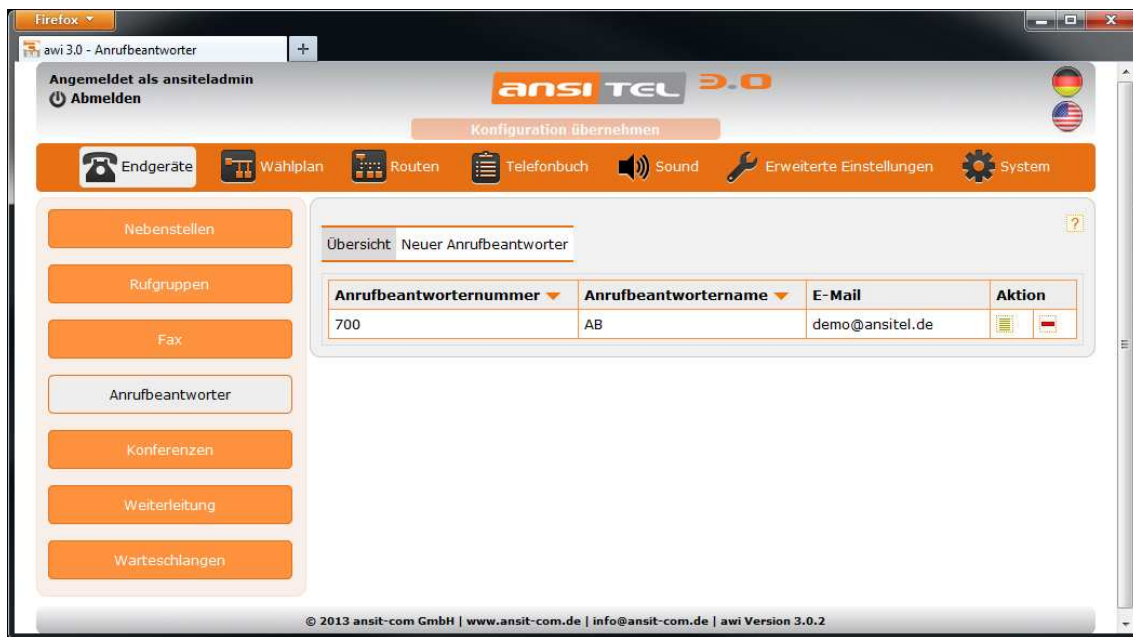 Firefox
awi 3.0 - Anrufbeantworter
Angemeldet als ansiteladmin
Abmelden
ansi TEL 3.0
Konfiguration übernehmen
Endgeräte Wählplan Routen Telefonbuch Sound Erweiterte Einstellungen System
Nebenstellen
Rufgruppen
Fax
Anrufbeantworter
Konferenzen
Weiterleitung
Warteschlangen
?
Übersicht Neuer Anrufbeantworter
Anrufbeantworternummer Anrufbeantwortername E-Mail Aktion
700 AB demo@ansitel.de
© 2013 ansit-com GmbH | www.ansit-com.de | info@ansit-com.de | awi Version 3.0.2